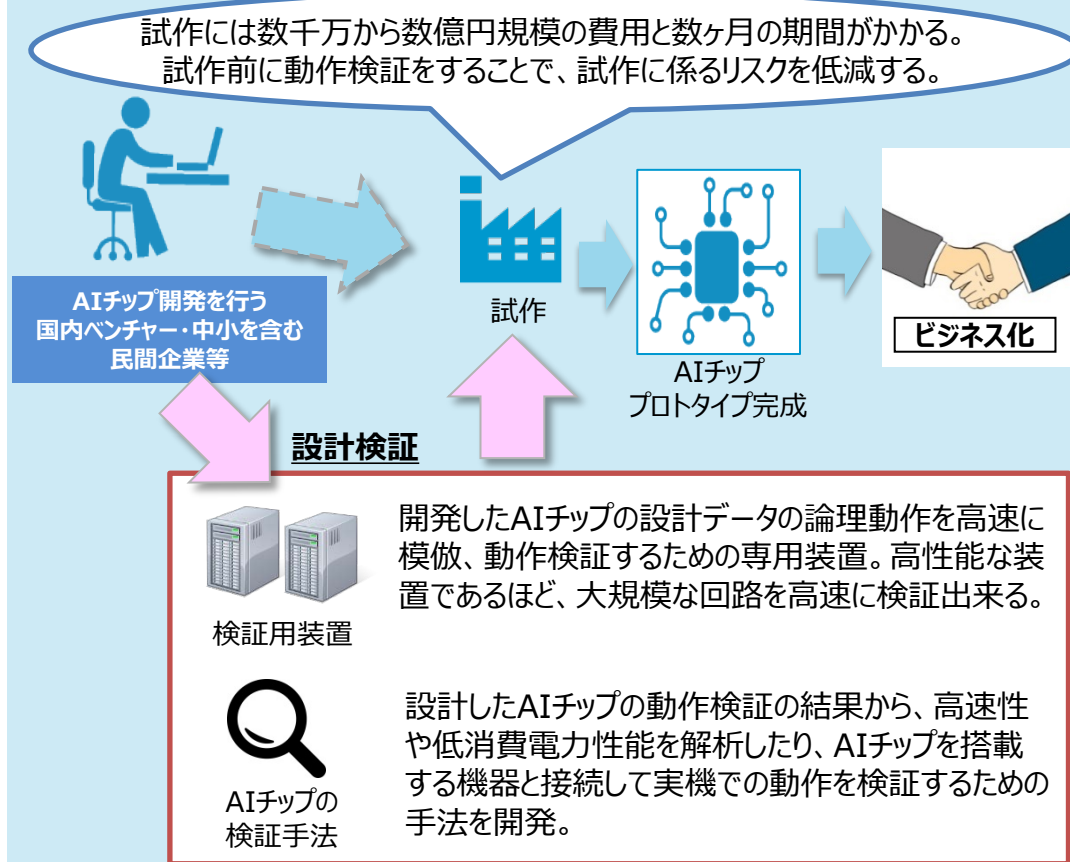 試作には数千万から数億円規模の費用と数ヶ月の期間がかかる。
試作前に動作検証をすることで、試作に係るリスクを低減する。
AIチップ開発を行う
国内ベンチャー・中小を含む
民間企業等
試作
AIチップ
プロトタイプ完成
ビジネス化
設計検証
検証用装置
開発したAIチップの設計データの論理動作を高速に
模倣、動作検証するための専用装置。高性能な装
置であるほど、大規模な回路を高速に検証出来る。
AIチップの
検証手法
設計したAIチップの動作検証の結果から、高速性
や低消費電力性能を解析したり、AIチップを搭載
する機器と接続して実機での動作を検証するための
手法を開発。